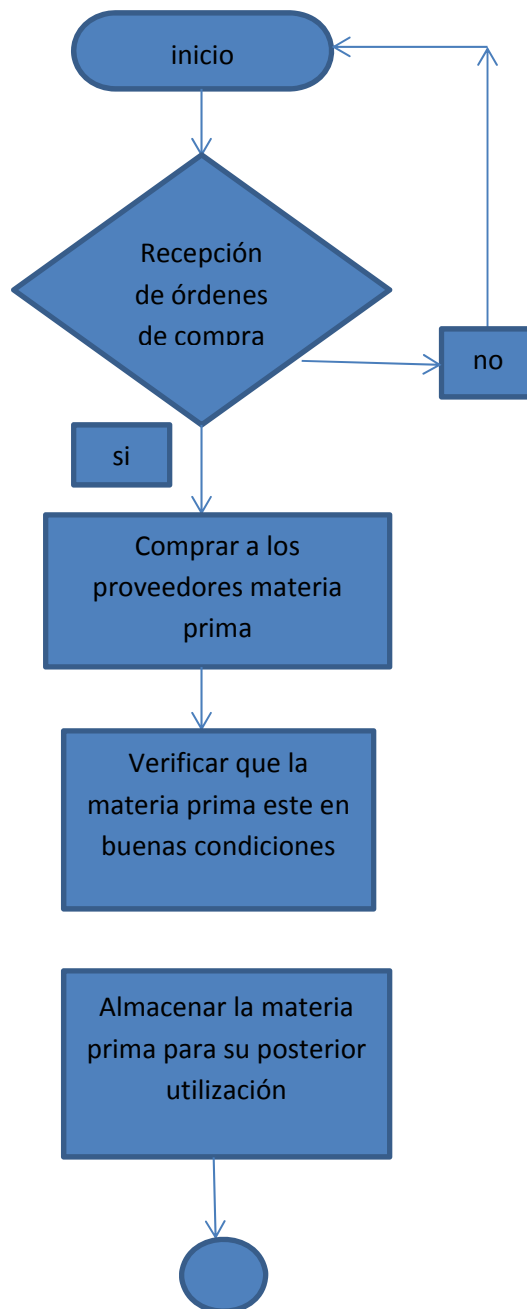 inicio
Recepción
de órdenes
de compra
no
si
Comprar a los
proveedores materia
prima
Verificar que la
materia prima este en
buenas condiciones
Almacenar la materia
prima para su posterior
utilización